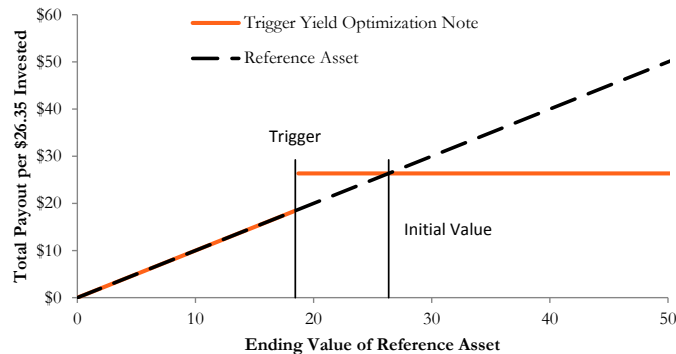 Trigger Yield Optimization Note
Reference Asset
Total Payout per $26.35 Invested
$60
$50
$40
$30
$20
$10
$0
Trigger
Initial Value
0
10
20
30
40
50
Ending Value of Reference Asset